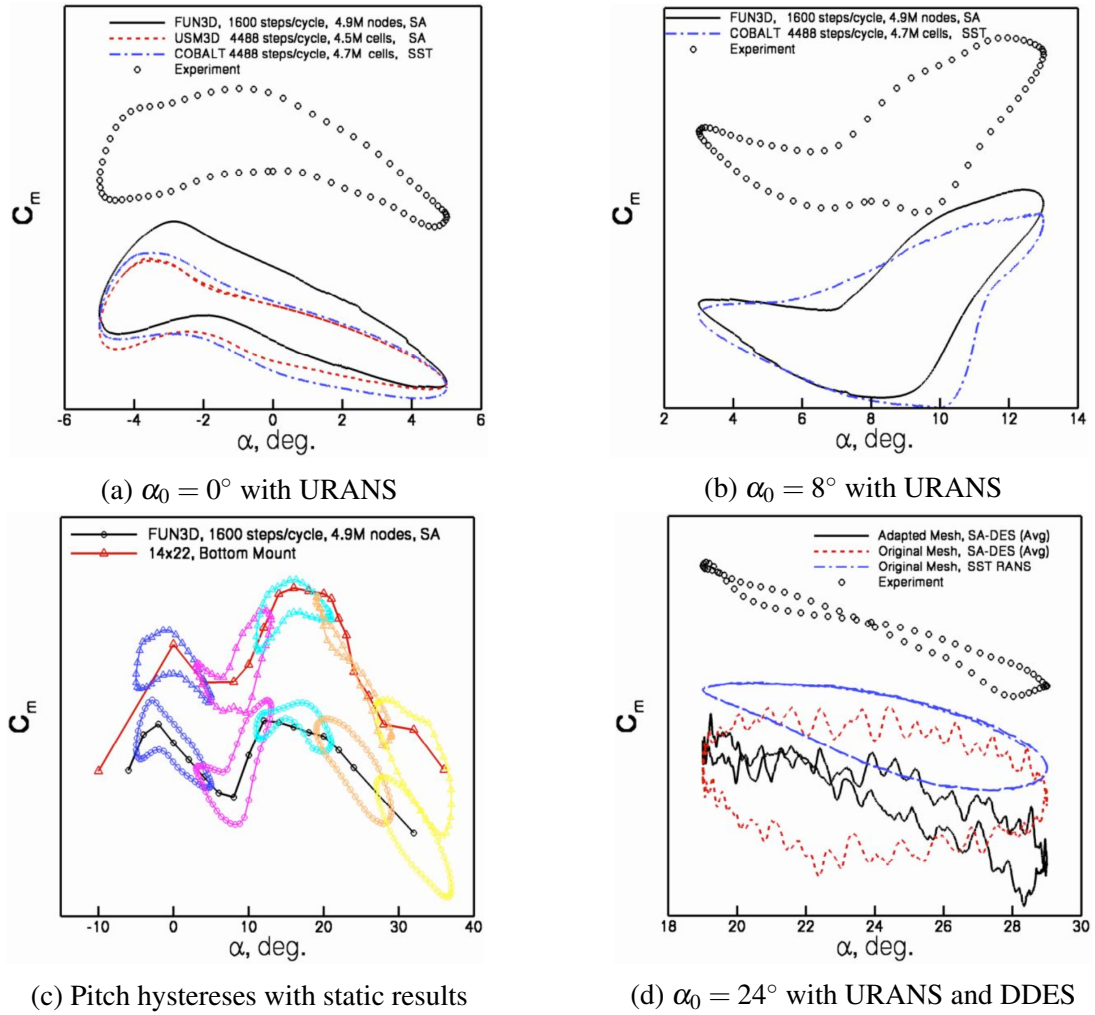 FUN3D, 1600 steps/cycle, 4.9M nodes, SA
USM3D 4488 steps/cycle, 4.5M cells, SA
COBALT 4488 steps/cycle, 4.7M cells, SST
Experiment
Cm
-6 -4 -2 0 2 4 6
α, deg.
(a) α0 = 0° with URANS
FUN3D, 1600 steps/cycle, 4.9M nodes, SA
COBALT 4488 steps/cycle, 4.7M cells, SST
Experiment
Cm
2 4 6 8 10 12 14
α, deg.
(b) α0 = 8° with URANS
FUN3D, 1600 steps/cycle, 4.9M nodes, SA
14x22, Bottom Mount
Cm
-10 0 10 20 30 40
α, deg.
(c) Pitch hystereses with static results
Adapted Mesh, SA-DES (Avg)
Original Mesh, SA-DES (Avg)
Original Mesh, SST RANS
Experiment
Cm
18 20 22 24 26 28 30
α, deg.
(d) α0 = 24° with URANS and DDES